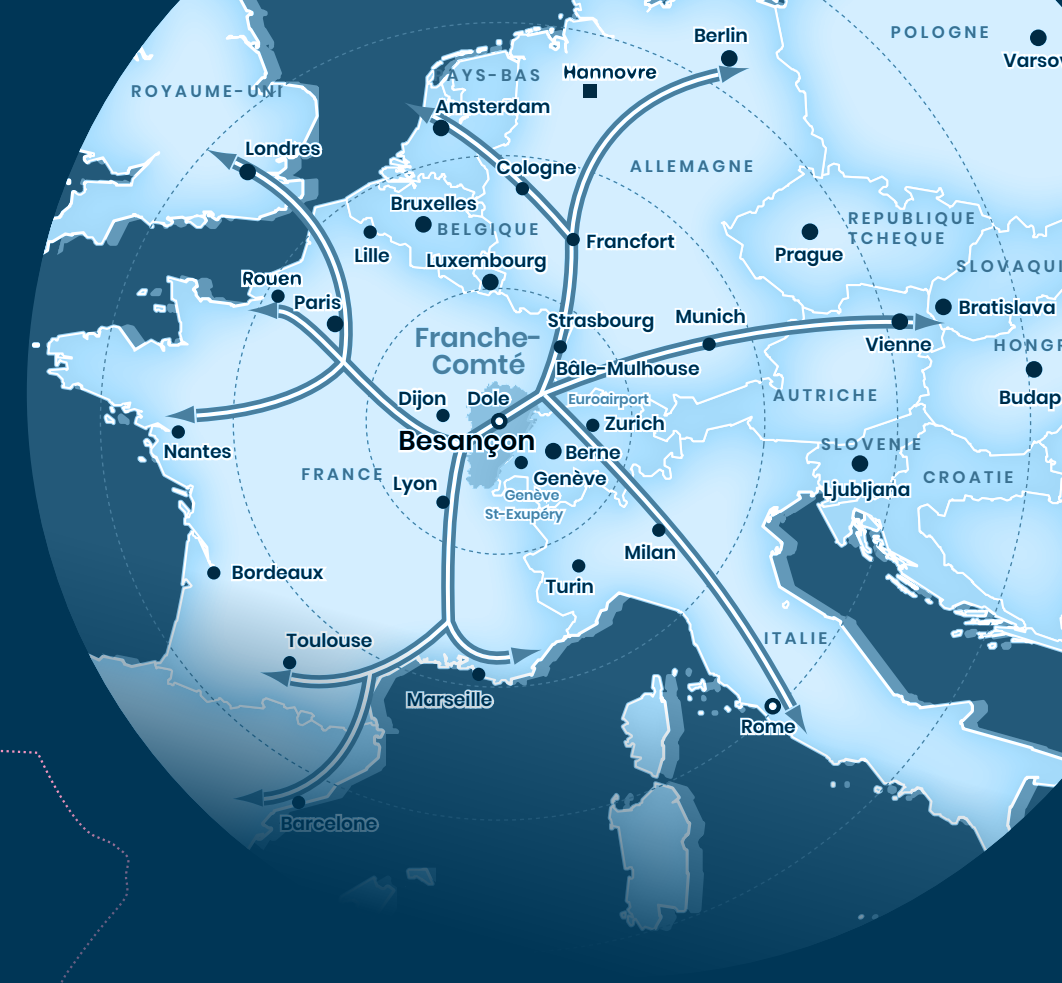 POLOGNE
Berlin
Varsov
Hannovre
PAYS-BAS
ROYAUME-UNI
Amsterdam
Londres
Cologne
ALLEMAGNE
Bruxelles
BELGIQUE
Lille
Francfort
REPUBLIQUE
TCHEQUE
Prague
Luxembourg
SLOVAQUI
Rouen
Paris
Bratislava
Strasbourg
Munich
Vienne
Franche-
Comté
HONGR
Bâle-Mulhouse
Euroairport
AUTRICHE
Budap
Dijon
Dole
Zurich
Besançon
Nantes
Berne
SLOVENIE
FRANCE
Lyon
Genève
Genève
St-Exupéry
CROATIE
Ljubljana
Milan
Bordeaux
Turin
Toulouse
ITALIE
Marseille
Rome
Barcelone